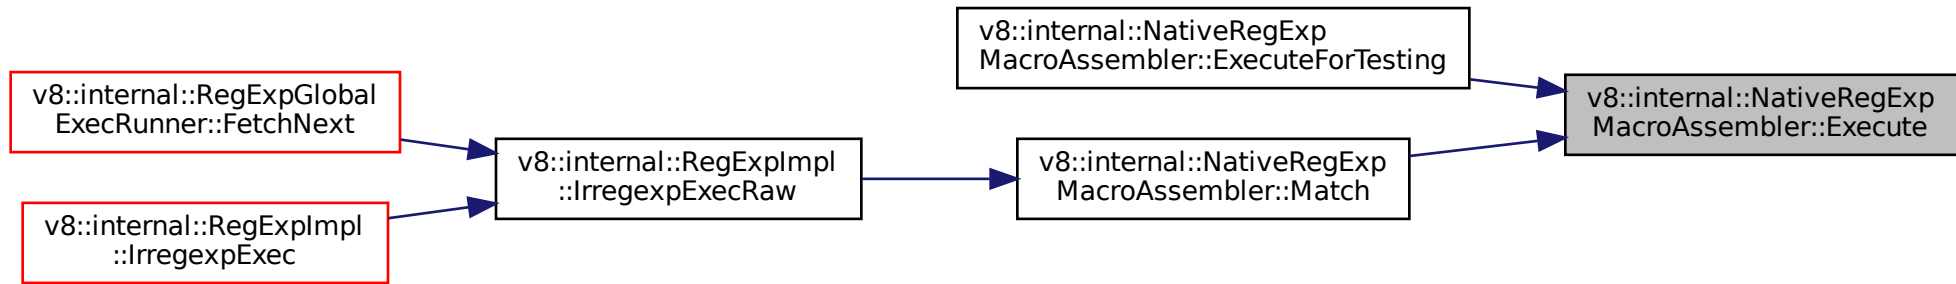 v8::internal::RegExpGlobal
ExecRunner::FetchNext
v8::internal::RegExpImpl
::IrregexpExec
v8::internal::RegExpImpl
::IrregexpExecRaw
v8::internal::NativeRegExp
MacroAssembler::ExecuteForTesting
v8::internal::NativeRegExp
MacroAssembler::Match
v8::internal::NativeRegExp
MacroAssembler::Execute